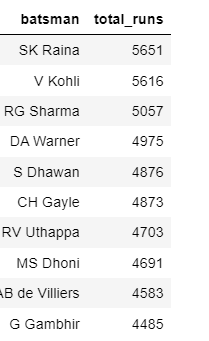 batsman total_runs
SK Raina 5651
V Kohli 5616
RG Sharma 5057
DA Warner 4975
S Dhawan 4876
CH Gayle 4873
RV Uthappa 4703
MS Dhoni 4691
AB de Villiers 4583
G Gambhir 4485